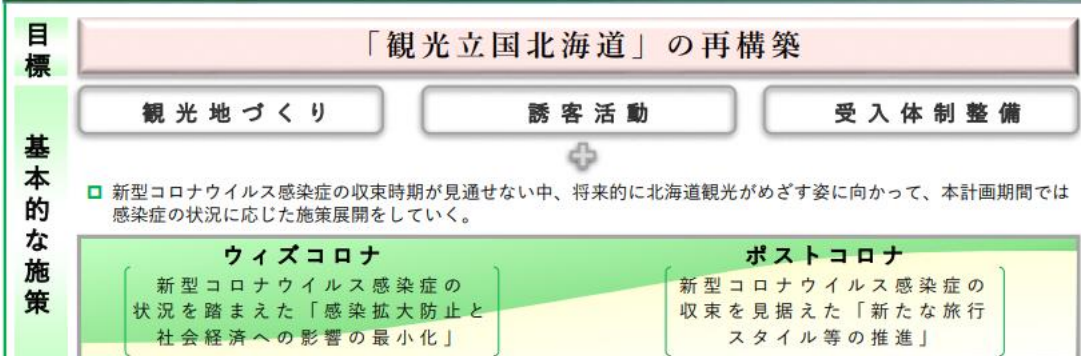 目標
「観光立国北海道」の再構築
基本的な施策
観光地づくり
誘客活動
受入体制整備
新型コロナウイルス感染症の収束時期が見通せない中、将来的に北海道観光がめざす姿に向かって、本計画期間では
感染症の状況に応じた施策展開をしていく。
ウィズコロナ
新型コロナウイルス感染症の
状況を踏まえた「感染拡大防止と
社会経済への影響の最小化」
ポストコロナ
新型コロナウイルス感染症の
収束を見据えた「新たな旅行
スタイル等の推進」